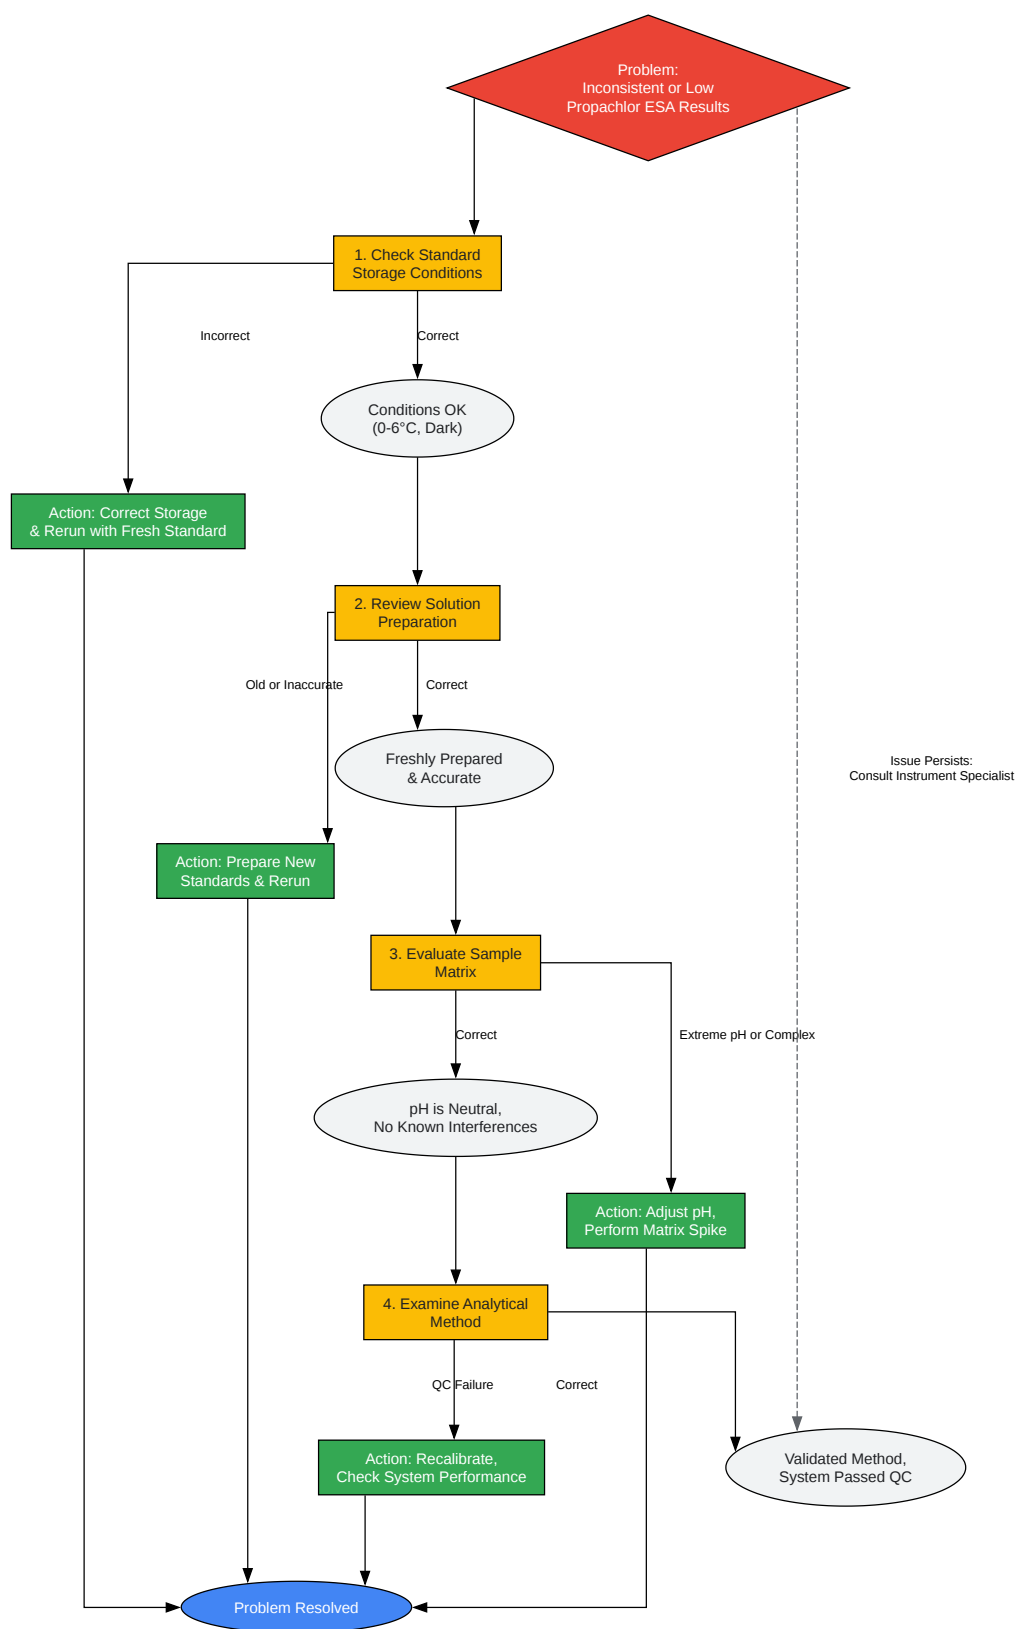 Problem:
Inconsistent or Low
Propachlor ESA Results
1. Check Standard
Storage Conditions
Incorrect
Correct
Conditions OK
(0-6°C, Dark)
Action: Correct Storage
& Rerun with Fresh Standard
2. Review Solution
Preparation
Old or Inaccurate
Correct
Freshly Prepared
& Accurate
Issue Persists:
Consult Instrument Specialist
Action: Prepare New
Standards & Rerun
3. Evaluate Sample
Matrix
Correct
Extreme pH or Complex
pH is Neutral,
No Known Interferences
Action: Adjust pH,
Perform Matrix Spike
4. Examine Analytical
Method
QC Failure
Correct
Action: Recalibrate,
Check System Performance
Validated Method,
System Passed QC
Problem Resolved